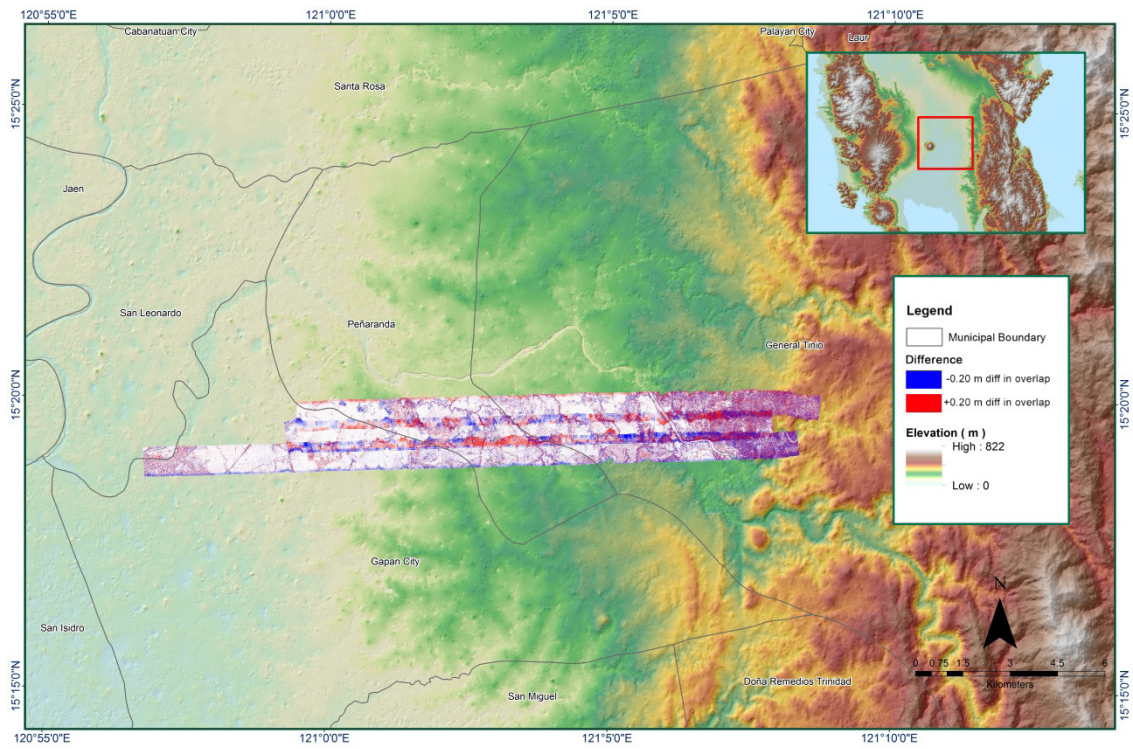 120°55'0"E
121°0'0"E
121°5'0"E
121°10'0"E
Cabanatuan City
Palayan City
Laur
15°25'0"N
15°25'0"N
Santa Rosa
Jaen
San Leonardo
Peñaranda
General Tinio
Legend
Municipal Boundary
Difference
-0.20 m diff in overlap
+0.20 m diff in overlap
Elevation ( m )
High : 822
Low : 0
15°20'0"N
15°20'0"N
Gapan City
San Isidro
N
0 0.75 1.5 3 4.5 6
Kilometers
Doña Remedios Trinidad
San Miguel
15°15'0"N
15°15'0"N
120°55'0"E
121°0'0"E
121°5'0"E
121°10'0"E